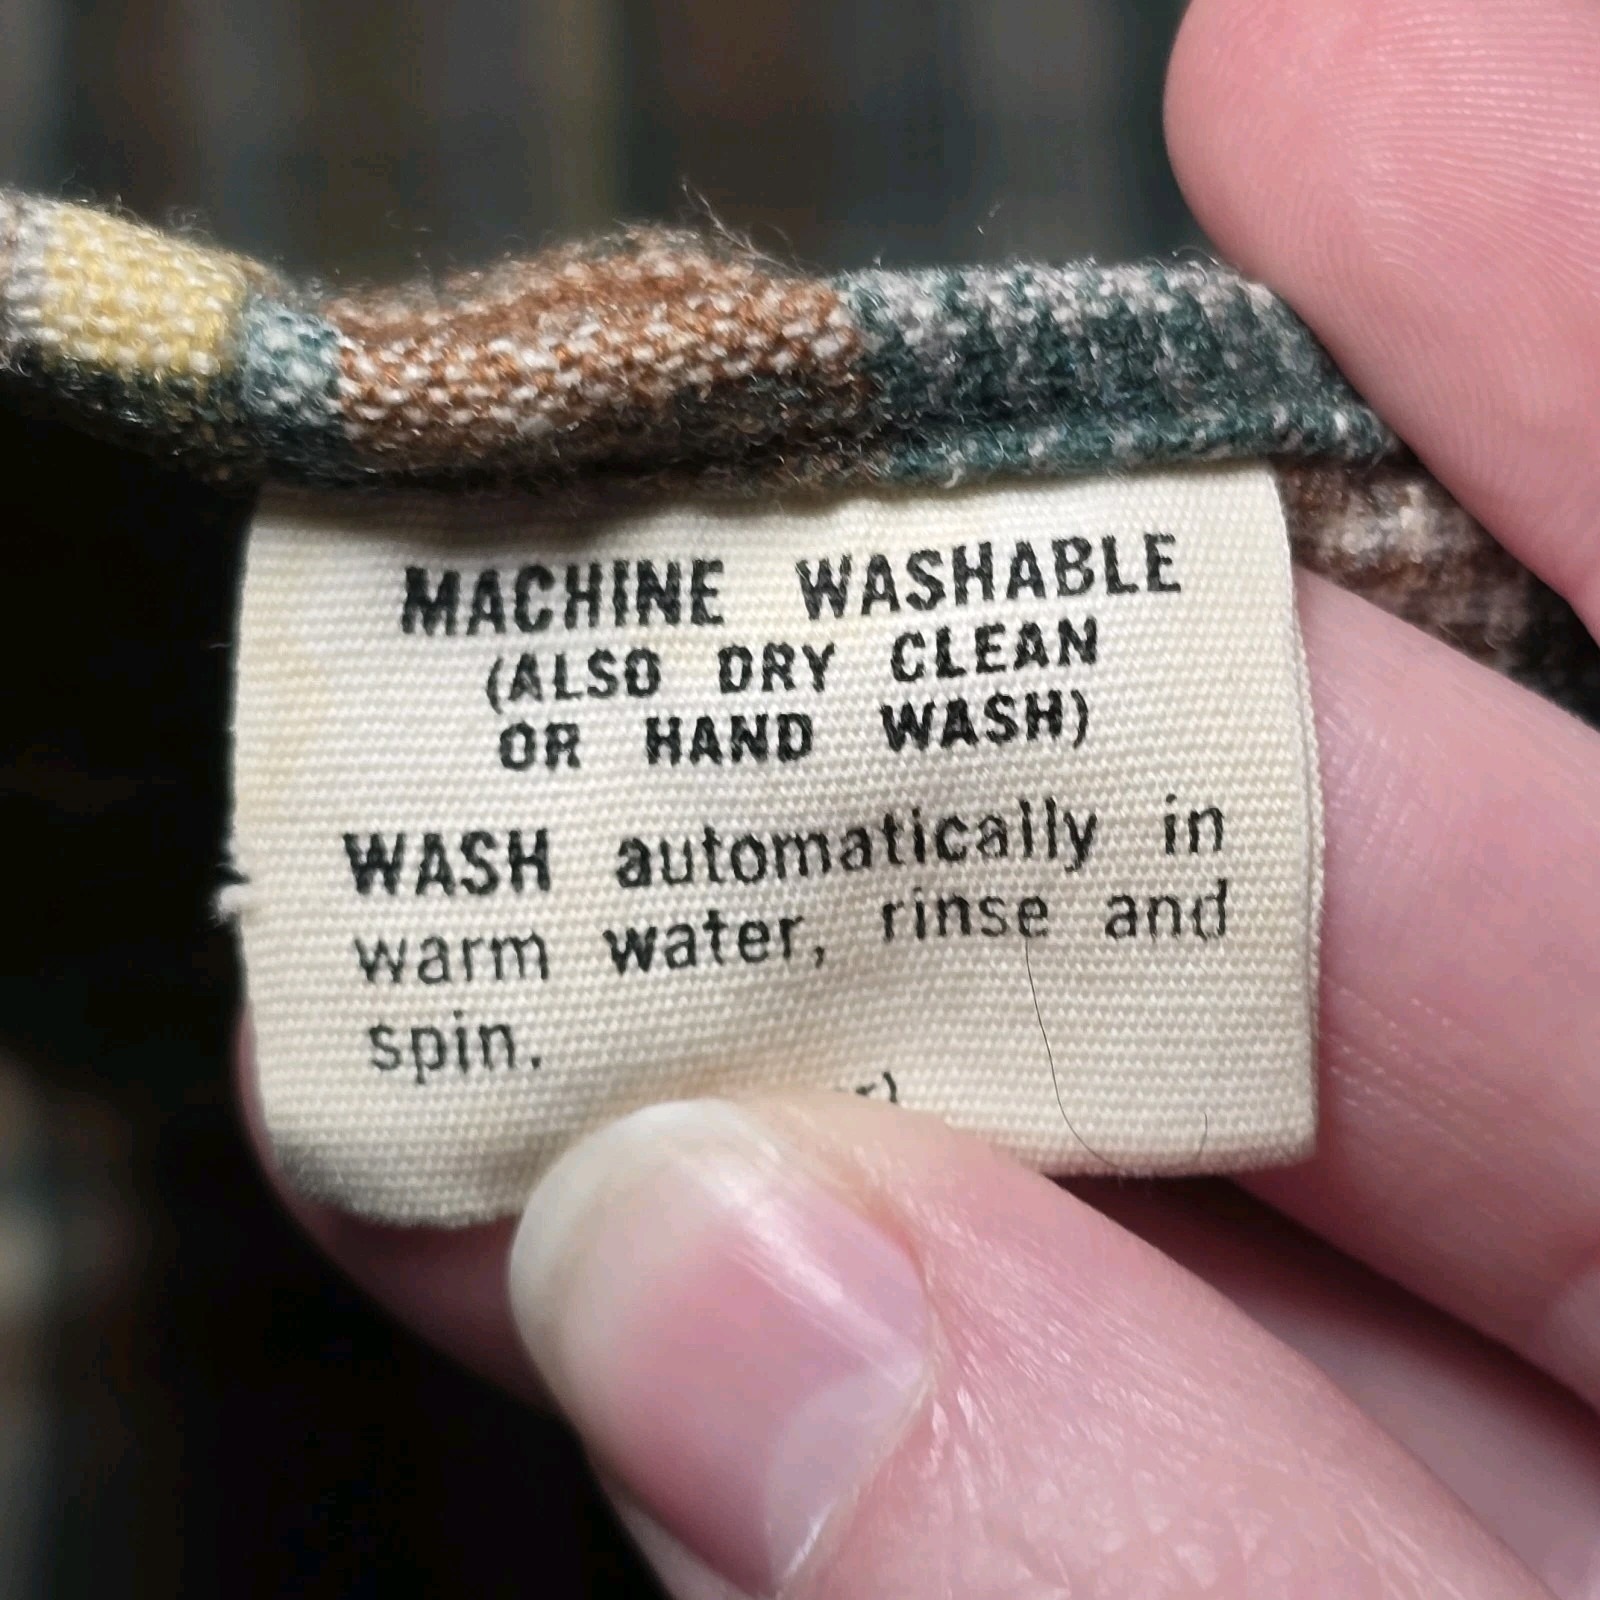 MACHINE WASHABLE
(ALSO DRY CLEAN
OR HAND WASH)
WASH automatically in
warm water, rinse and
spin.